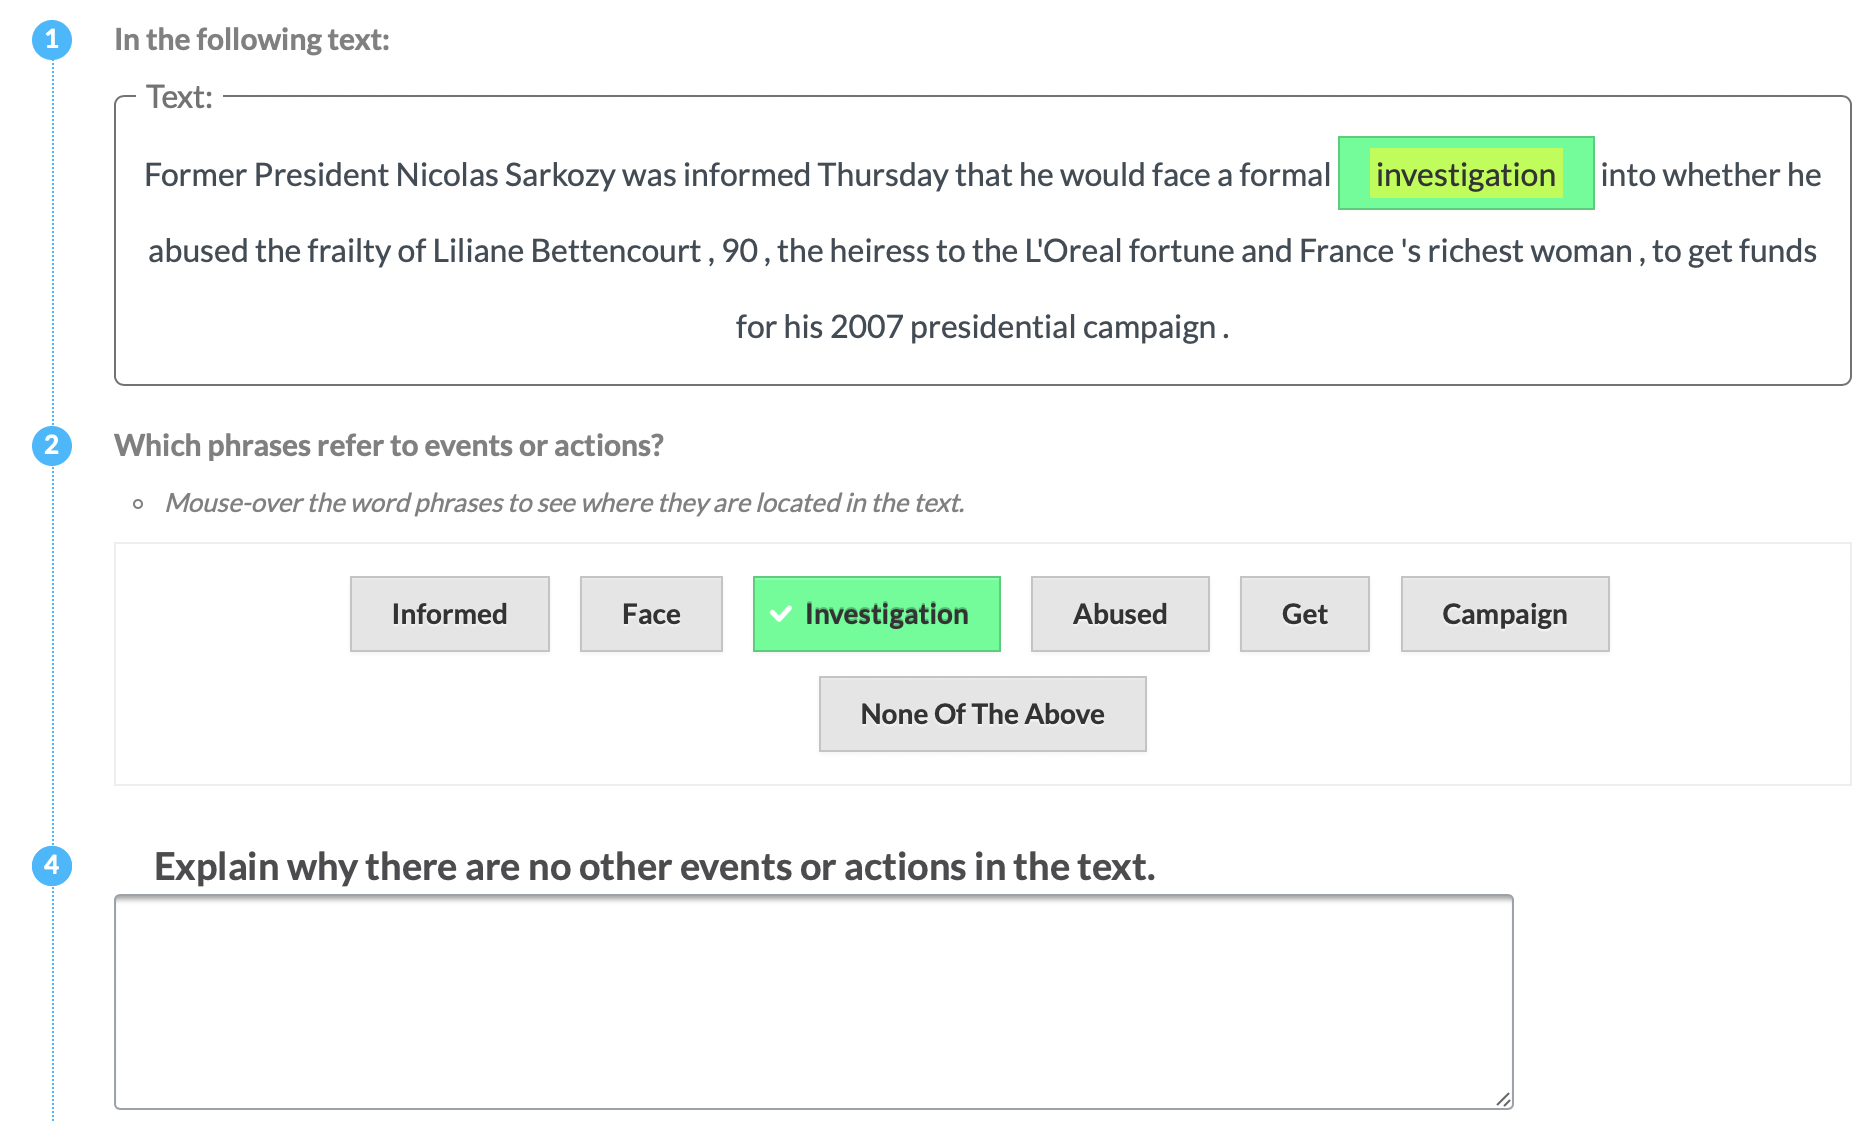 1 In the following text:
Text:
Former President Nicolas Sarkozy was informed Thursday that he would face a formal investigation into whether he
abused the frailty of Liliane Bettencourt , 90 , the heiress to the L'Oreal fortune and France 's richest woman , to get funds
for his 2007 presidential campaign .
2 Which phrases refer to events or actions?
Mouse-over the word phrases to see where they are located in the text.
Informed Face Investigation Abused Get Campaign
None Of The Above
4 Explain why there are no other events or actions in the text.